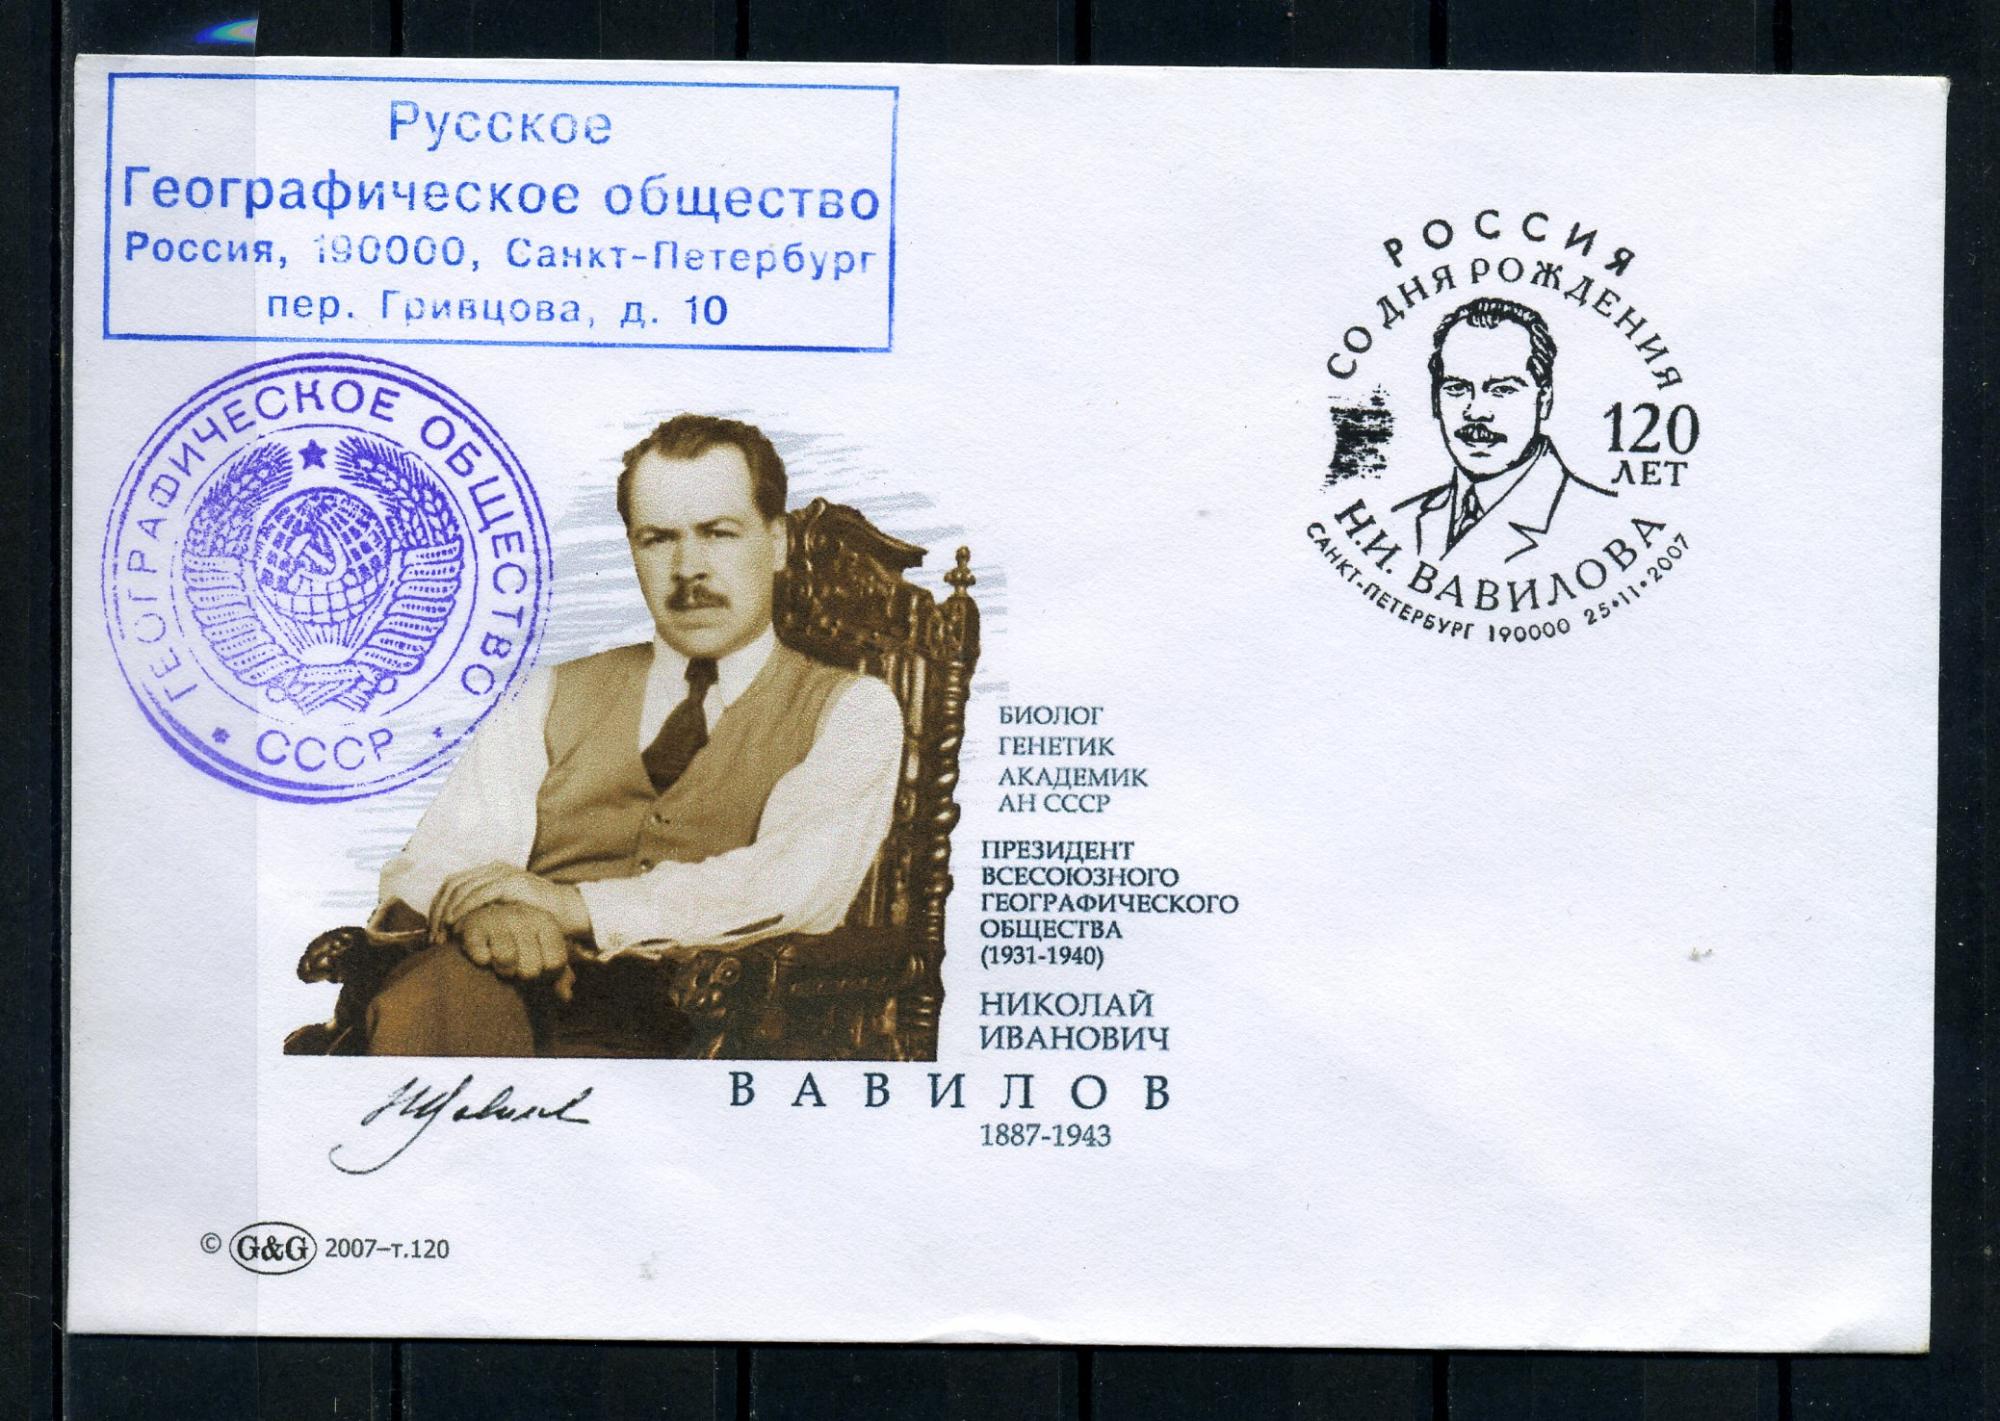 Русское
Географическое общество
Россия, 190000, Санкт-Петербург
пер. Гривцова, д. 10
ГЕОГРАФИЧЕСКОЕ ОБЩЕСТВО
* СССР *
РОССИЯ
СО ДНЯ РОЖДЕНИЯ
120
ЛЕТ
Н.И. ВАВИЛОВА
САНКТ-ПЕТЕРБУРГ 190000 25•11•2007
БИОЛОГ
ГЕНЕТИК
АКАДЕМИК
АН СССР
ПРЕЗИДЕНТ
ВСЕСОЮЗНОГО
ГЕОГРАФИЧЕСКОГО
ОБЩЕСТВА
(1931-1940)
НИКОЛАЙ
ИВАНОВИЧ
ВАВИЛОВ
1887-1943
© G&G 2007–т.120